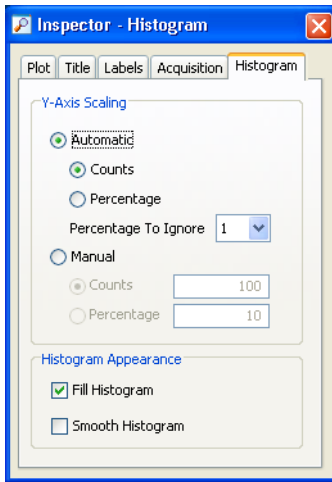 Inspector - Histogram
Plot Title Labels Acquisition Histogram
Y-Axis Scaling
Automatic
Counts
Percentage
Percentage To Ignore 1
Manual
Counts 100
Percentage 10
Histogram Appearance
Fill Histogram
Smooth Histogram